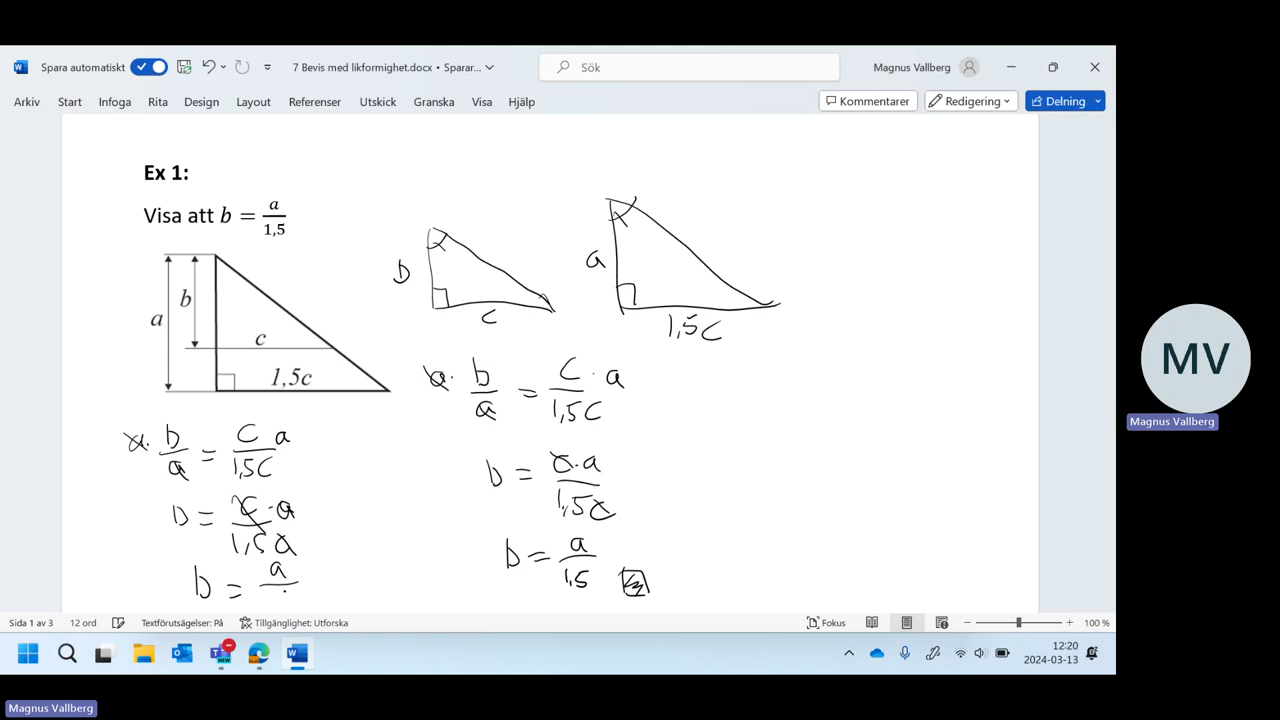 Spara automatiskt
7 Bevis med likformighet.docx • Sparar...
Sök
Magnus Vallberg
Arkiv Start Infoga Rita Design Layout Referenser Utskick Granska Visa Hjälp
Kommentarer Redigering Delning
Ex 1:
Visa att b = a/1,5
a
b
c
1,5c
b
c
a
1,5c
a · b/a = c/1,5c · a
b = c·a/1,5c
b = a/1,5
a · b/a = c/1,5c a
b = c·a/1,5a
b = a/
MV
Magnus Vallberg
Sida 1 av 3 12 ord Textförutsägelser: På Tillgänglighet: Utforska
Fokus 100 %
NEW
12:20
2024-03-13
Magnus Vallberg